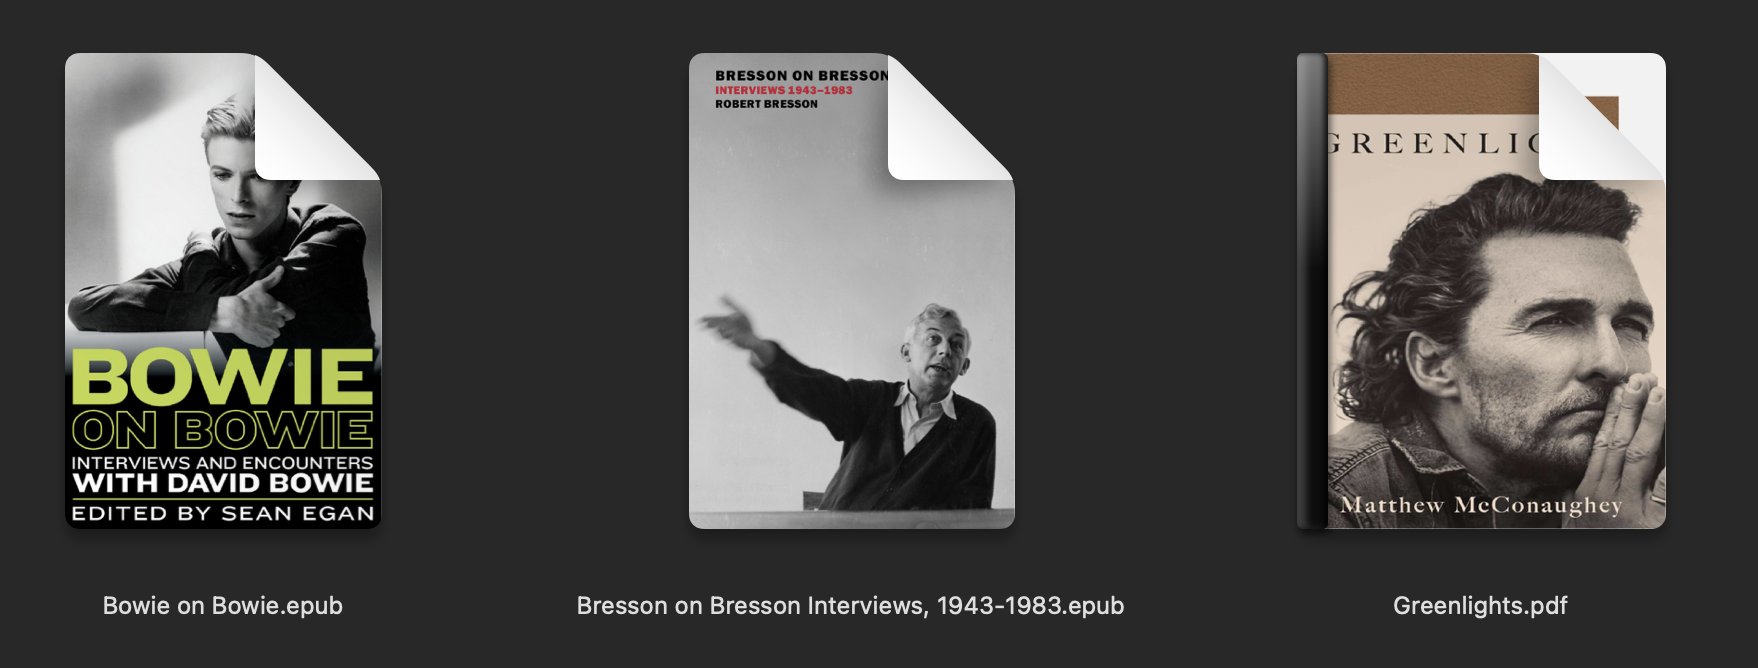 BOWIE
ON BOWIE
INTERVIEWS AND ENCOUNTERS
WITH DAVID BOWIE
EDITED BY SEAN EGAN
Bowie on Bowie.epub
BRESSON ON BRESSON
INTERVIEWS 1943–1983
ROBERT BRESSON
Bresson on Bresson Interviews, 1943-1983.epub
GREENLIG
Matthew McConaughey
Greenlights.pdf